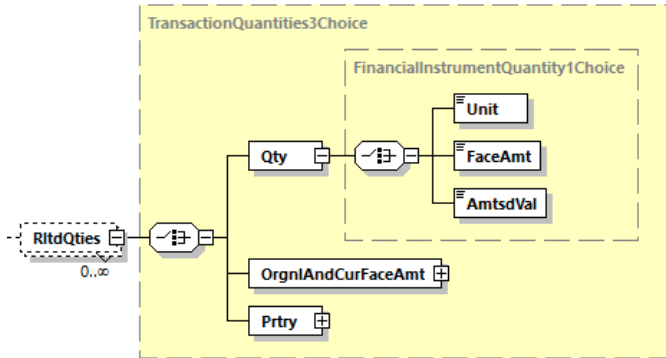 TransactionQuantities3Choice
FinancialInstrumentQuantity1Choice
Unit
Qty
FaceAmt
AmtsdVal
RltdQties
0..∞
OrgnlAndCurFaceAmt
Prtry